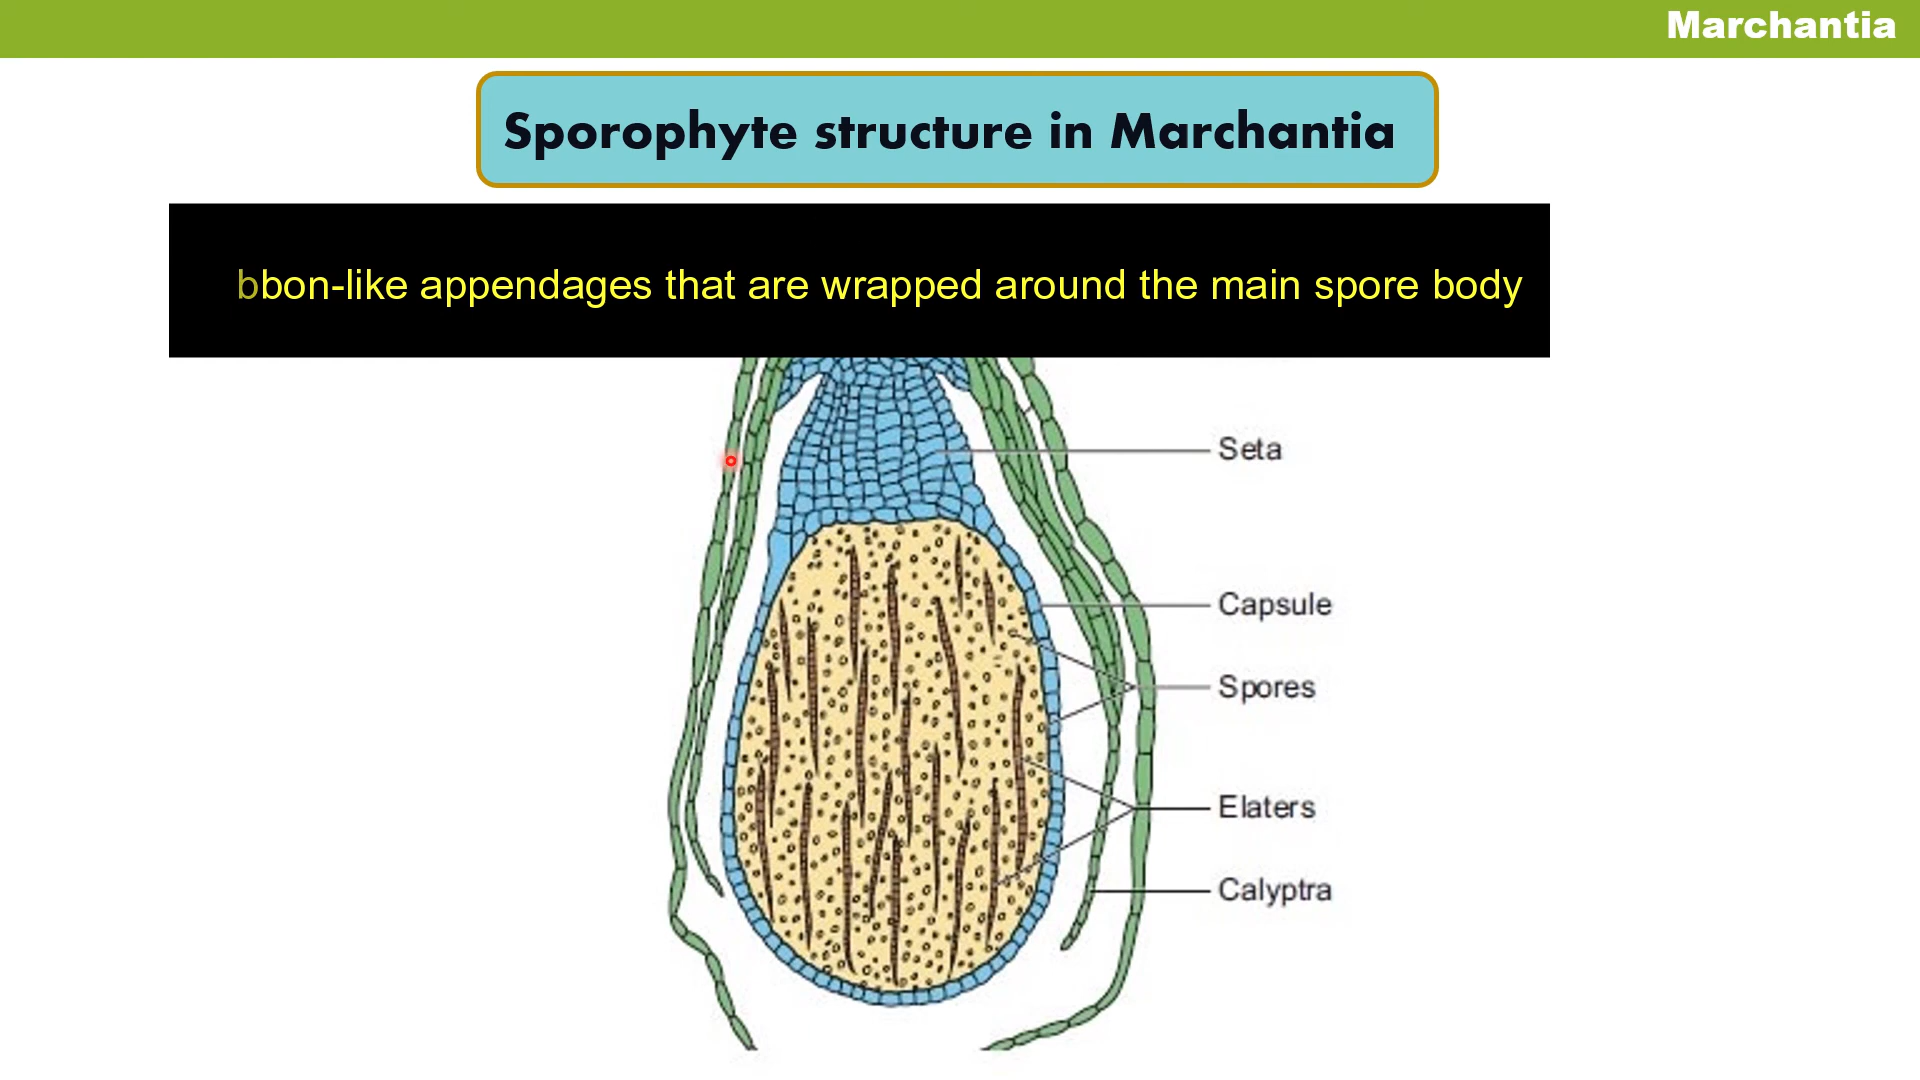 Marchantia
Sporophyte structure in Marchantia
bbon-like appendages that are wrapped around the main spore body
Seta
Capsule
Spores
Elaters
Calyptra